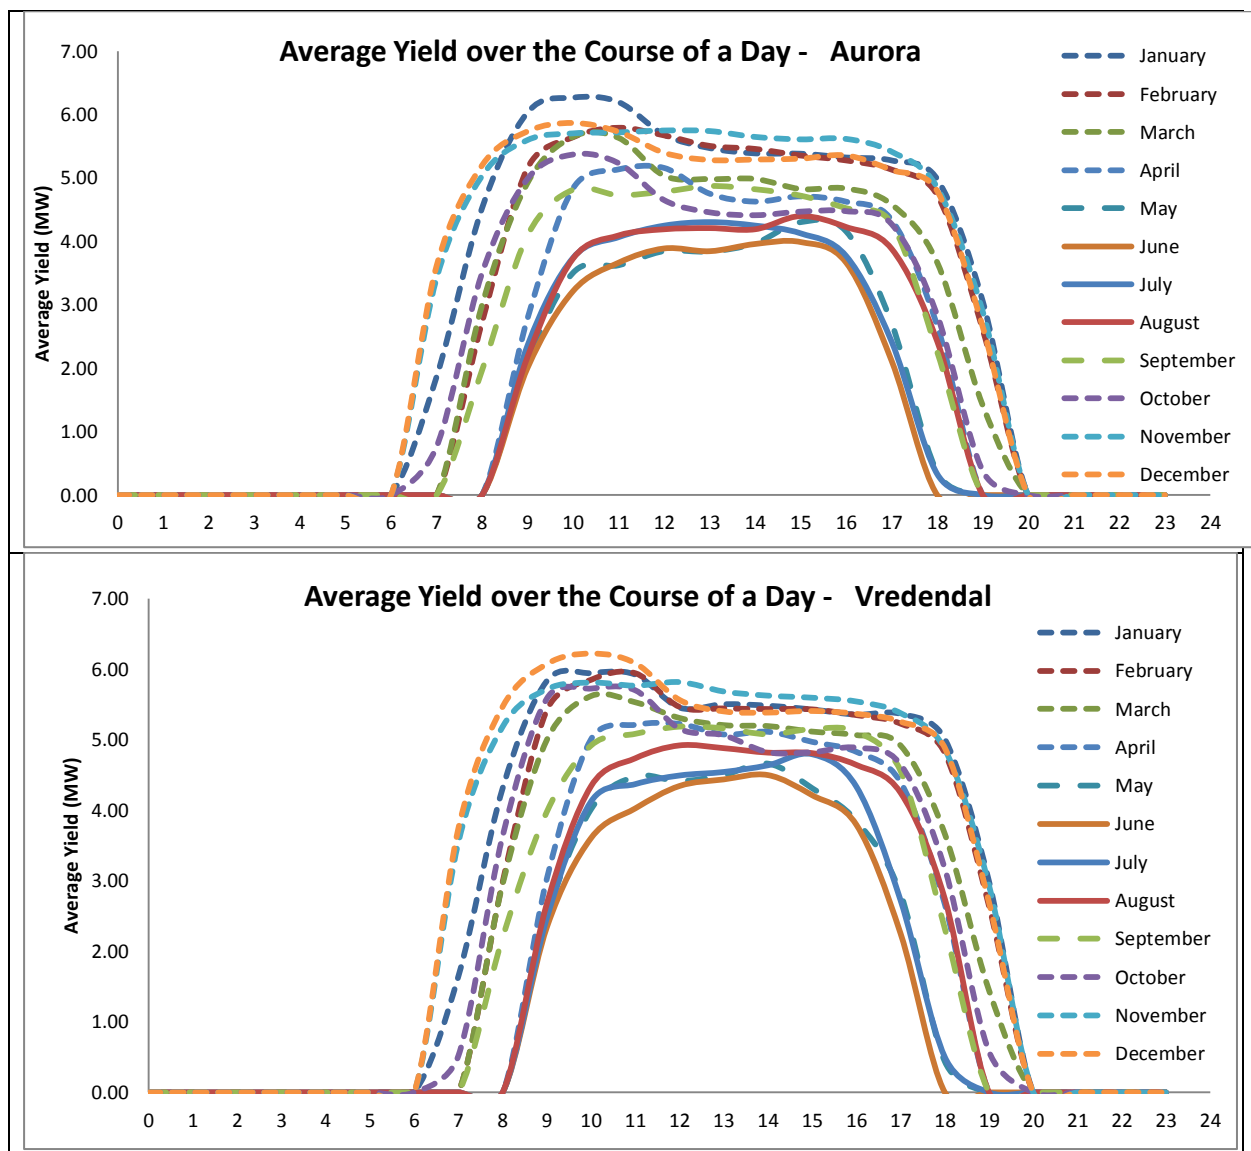 Average Yield over the Course of a Day - Aurora
Average Yield (MW)
7.00
6.00
5.00
4.00
3.00
2.00
1.00
0.00
0 1 2 3 4 5 6 7 8 9 10 11 12 13 14 15 16 17 18 19 20 21 22 23 24
January
February
March
April
May
June
July
August
September
October
November
December
Average Yield over the Course of a Day - Vredendal
Average Yield (MW)
7.00
6.00
5.00
4.00
3.00
2.00
1.00
0.00
0 1 2 3 4 5 6 7 8 9 10 11 12 13 14 15 16 17 18 19 20 21 22 23 24
January
February
March
April
May
June
July
August
September
October
November
December